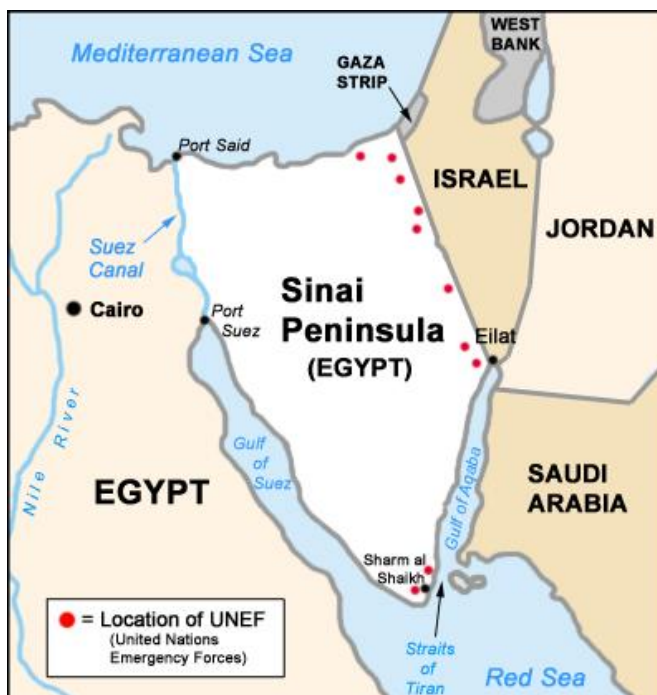 Mediterranean Sea
WEST
BANK
GAZA
STRIP
Port Said
ISRAEL
JORDAN
Suez
Canal
Cairo
Sinai
Peninsula
(EGYPT)
Port
Suez
Eilat
Nile River
EGYPT
Gulf
of
Suez
Gulf of Aqaba
SAUDI
ARABIA
Sharm al
Shaikh
= Location of UNEF
(United Nations
Emergency Forces)
Straits
of
Tiran
Red Sea